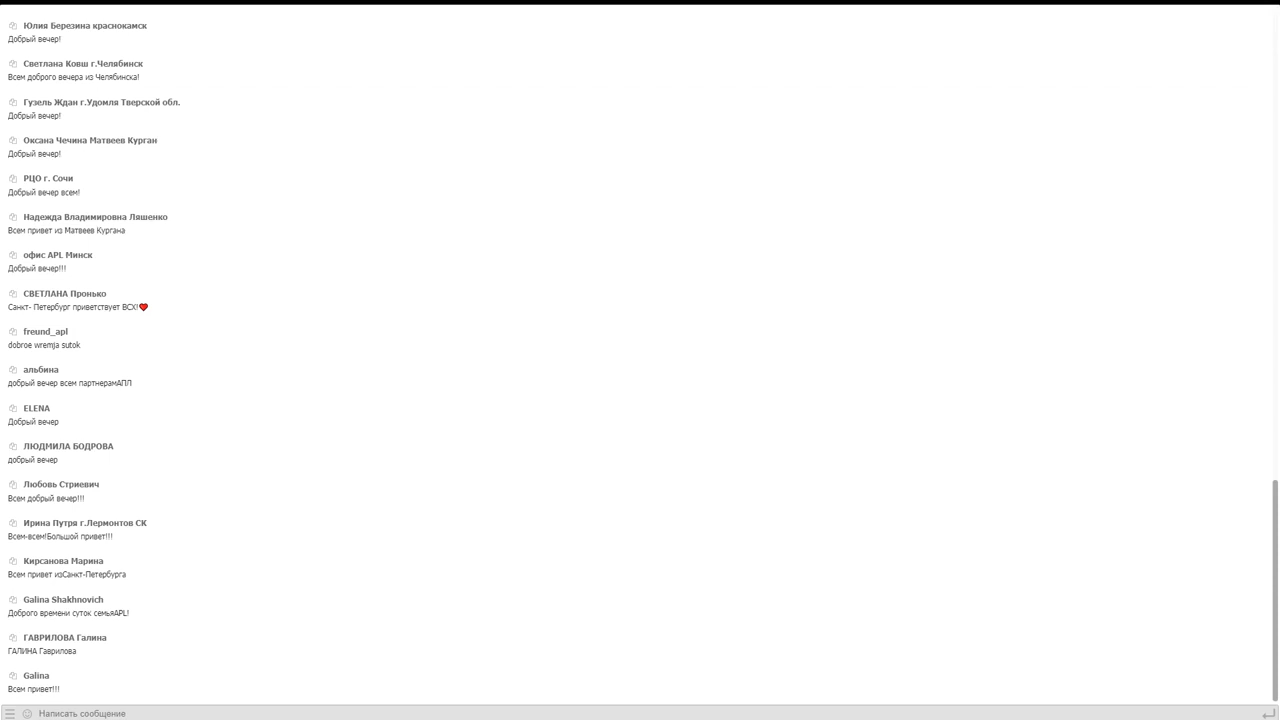 Юлия Березина краснокамск
Добрый вечер!
Светлана Ковш г.Челябинск
Всем доброго вечера из Челябинска!
Гузель Ждан г.Удомля Тверской обл.
Добрый вечер!
Оксана Чечина Матвеев Курган
Добрый вечер!
РЦО г. Сочи
Добрый вечер всем!
Надежда Владимировна Ляшенко
Всем привет из Матвеев Кургана
офис APL Минск
Добрый вечер!!!
СВЕТЛАНА Пронько
Санкт- Петербург приветствует ВСХ!
freund_apl
dobroe wremja sutok
альбина
добрый вечер всем партнерамАПЛ
ELENA
Добрый вечер
ЛЮДМИЛА БОДРОВА
добрый вечер
Любовь Стриевич
Всем добрый вечер!!!
Ирина Путря г.Лермонтов СК
Всем-всем!Большой привет!!!
Кирсанова Марина
Всем привет изСанкт-Петербурга
Galina Shakhnovich
Доброго времени суток семьяAPL!
ГАВРИЛОВА Галина
ГАЛИНА Гаврилова
Galina
Всем привет!!!
Написать сообщение